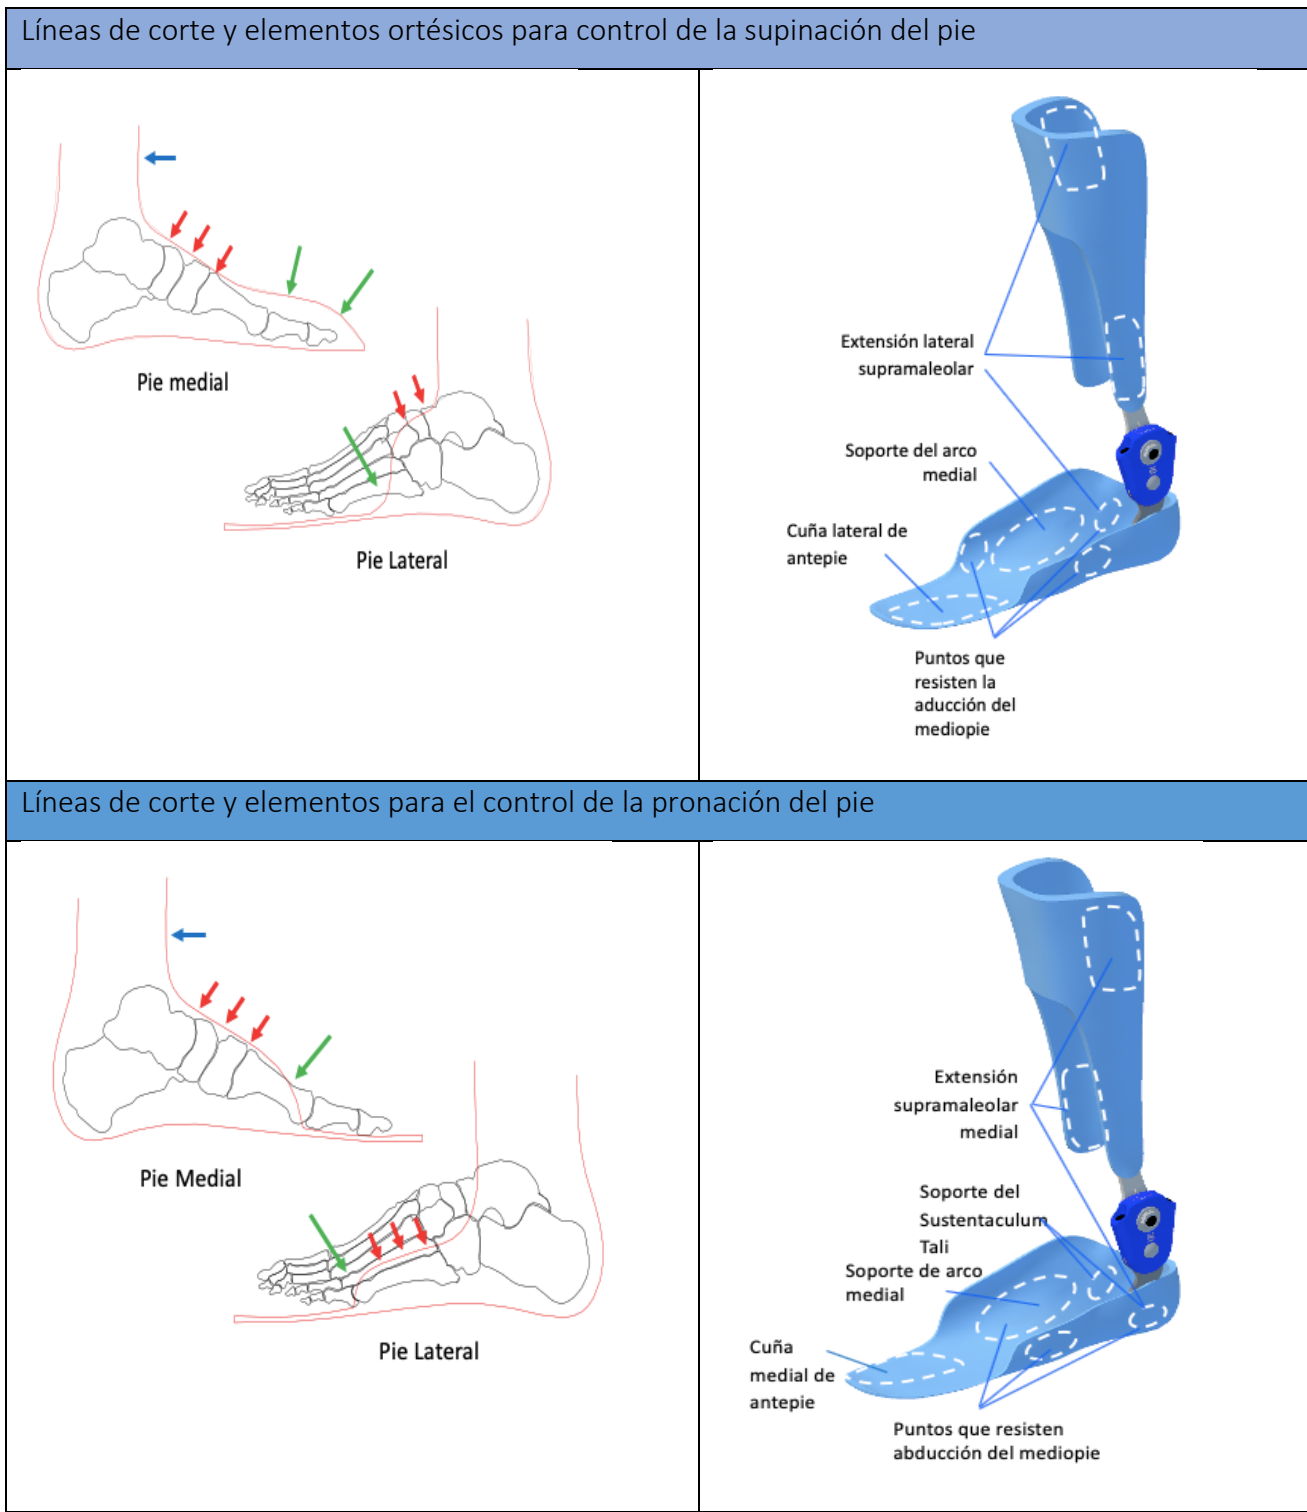 Líneas de corte y elementos ortésicos para control de la supinación del pie
Pie medial
Pie Lateral
Extensión lateral
supramaleolar
Soporte del arco
medial
Cuña lateral de
antepie
Puntos que
resisten la
aducción del
mediopie
Líneas de corte y elementos para el control de la pronación del pie
Pie Medial
Pie Lateral
Extensión
supramaleolar
medial
Soporte del
Sustentaculum
Tali
Soporte de arco
medial
Cuña
medial de
antepie
Puntos que resisten
abducción del mediopie